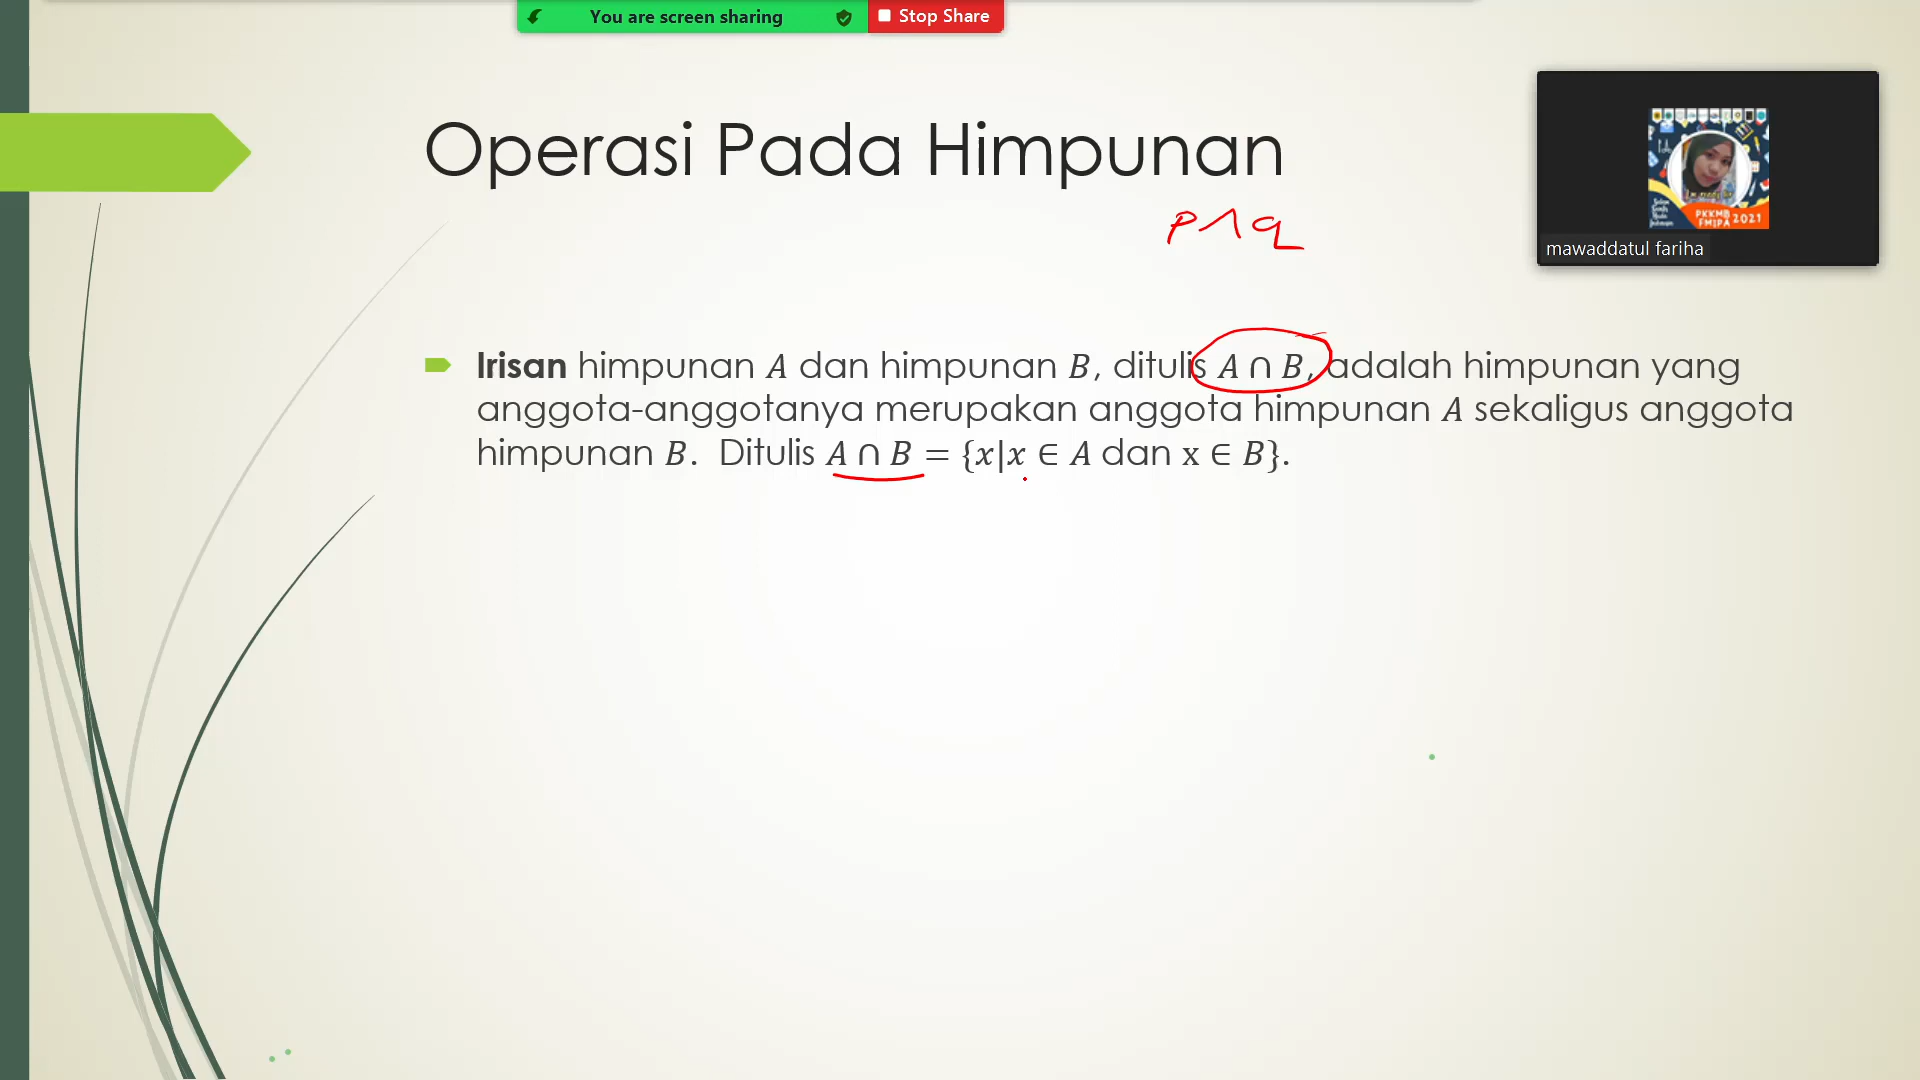 You are screen sharing
Stop Share
Operasi Pada Himpunan
p ∧ q
PKKMB 2021
FMIPA
mawaddatul fariha
Irisan himpunan A dan himpunan B, ditulis A ∩ B, adalah himpunan yang
anggota-anggotanya merupakan anggota himpunan A sekaligus anggota
himpunan B. Ditulis A ∩ B = {x|x ∈ A dan x ∈ B}.